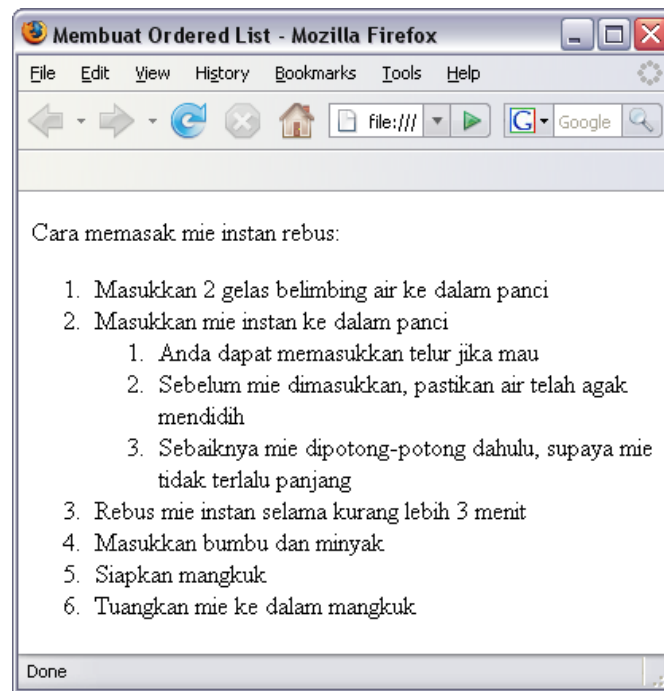 Membuat Ordered List - Mozilla Firefox
File Edit View History Bookmarks Tools Help
file:/// G Google
Cara memasak mie instan rebus:
1. Masukkan 2 gelas belimbing air ke dalam panci
2. Masukkan mie instan ke dalam panci
1. Anda dapat memasukkan telur jika mau
2. Sebelum mie dimasukkan, pastikan air telah agak
mendidih
3. Sebaiknya mie dipotong-potong dahulu, supaya mie
tidak terlalu panjang
3. Rebus mie instan selama kurang lebih 3 menit
4. Masukkan bumbu dan minyak
5. Siapkan mangkuk
6. Tuangkan mie ke dalam mangkuk
Done